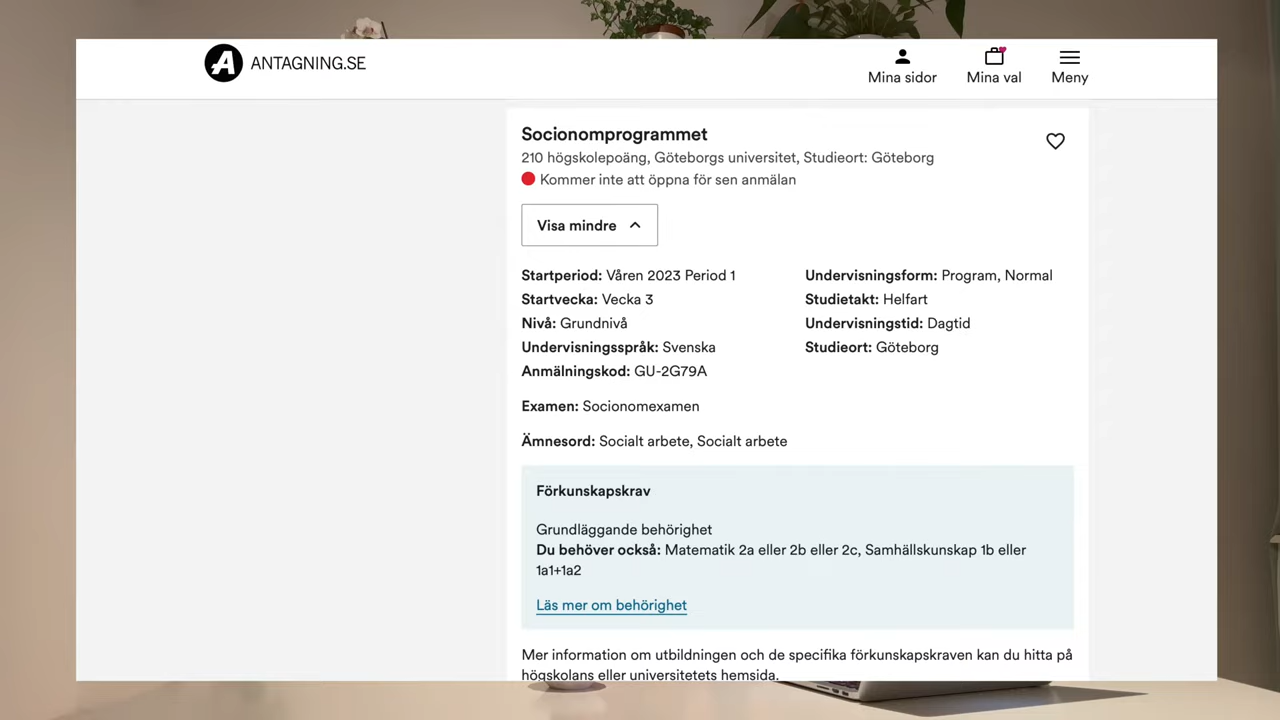 ANTAGNING.SE
Mina sidor
Mina val
Meny
Socionomprogrammet
210 högskolepoäng, Göteborgs universitet, Studieort: Göteborg
Kommer inte att öppna för sen anmälan
Visa mindre
Startperiod: Våren 2023 Period 1
Startvecka: Vecka 3
Nivå: Grundnivå
Undervisningsspråk: Svenska
Anmälningskod: GU-2G79A
Undervisningsform: Program, Normal
Studietakt: Helfart
Undervisningstid: Dagtid
Studieort: Göteborg
Examen: Socionomexamen
Ämnesord: Socialt arbete, Socialt arbete
Förkunskapskrav
Grundläggande behörighet
Du behöver också: Matematik 2a eller 2b eller 2c, Samhällskunskap 1b eller
1a1+1a2
Läs mer om behörighet
Mer information om utbildningen och de specifika förkunskapskraven kan du hitta på
högskolans eller universitetets hemsida.